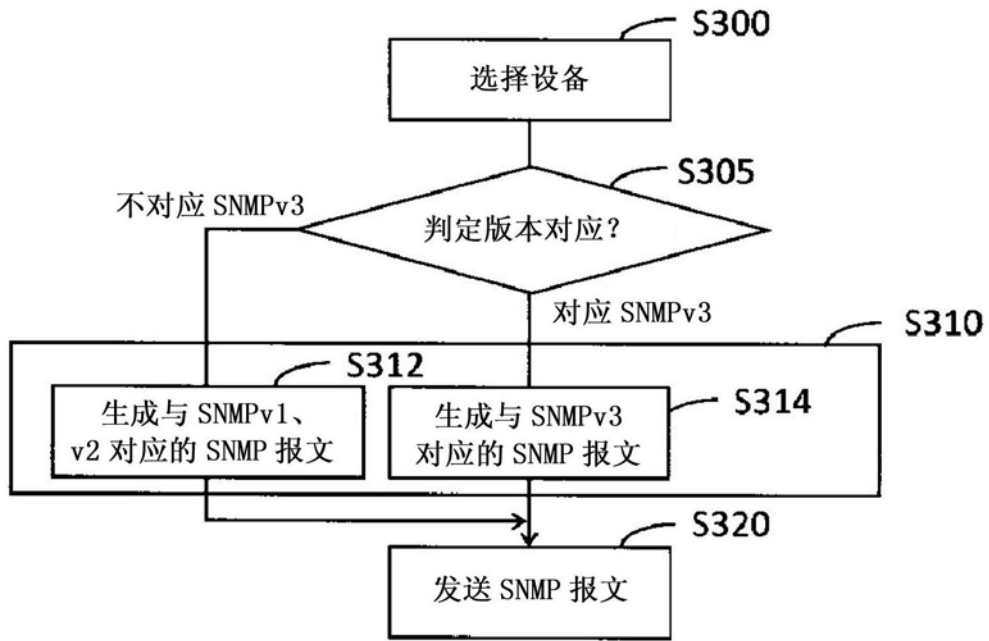 S300
选择设备
S305
不对应 SNMPv3
判定版本对应？
对应 SNMPv3
S310
S312
生成与 SNMPv1、
v2 对应的 SNMP 报文
S314
生成与 SNMPv3
对应的 SNMP 报文
S320
发送 SNMP 报文